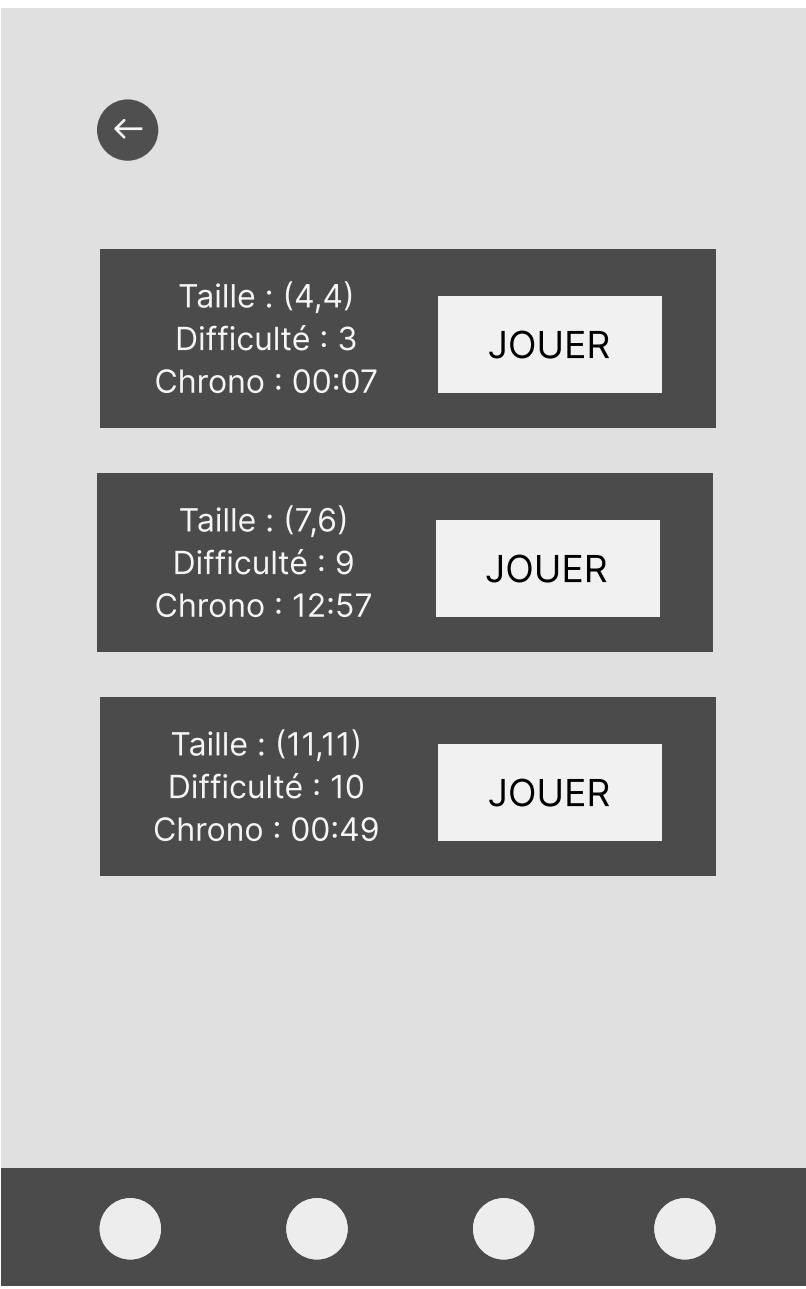 Taille : (4,4)
Difficulté : 3
Chrono : 00:07
JOUER
Taille : (7,6)
Difficulté : 9
Chrono : 12:57
JOUER
Taille : (11,11)
Difficulté : 10
Chrono : 00:49
JOUER